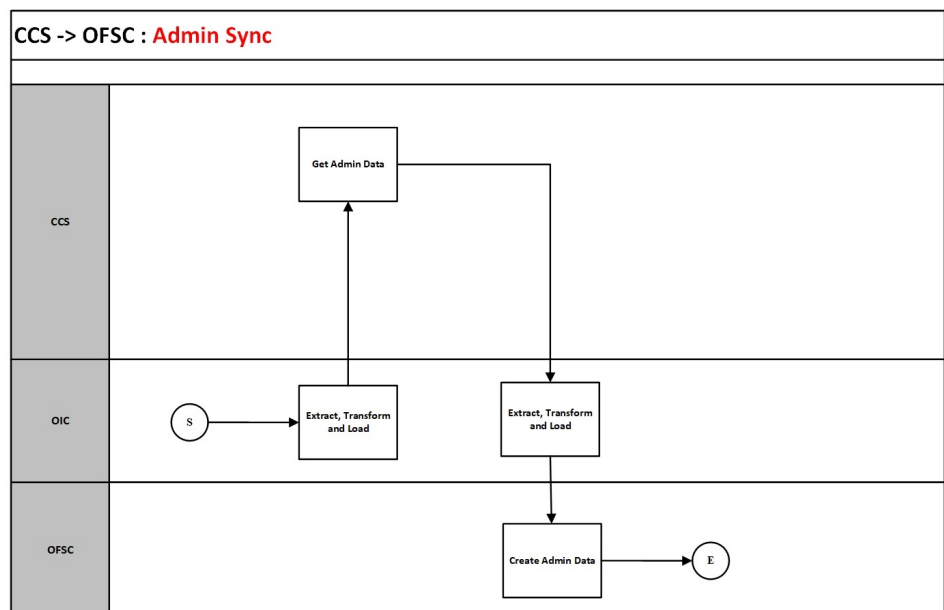 CCS -> OFSC : Admin Sync
CCS
Get Admin Data
OIC
S
Extract, Transform
and Load
Extract, Transform
and Load
OFSC
Create Admin Data
E